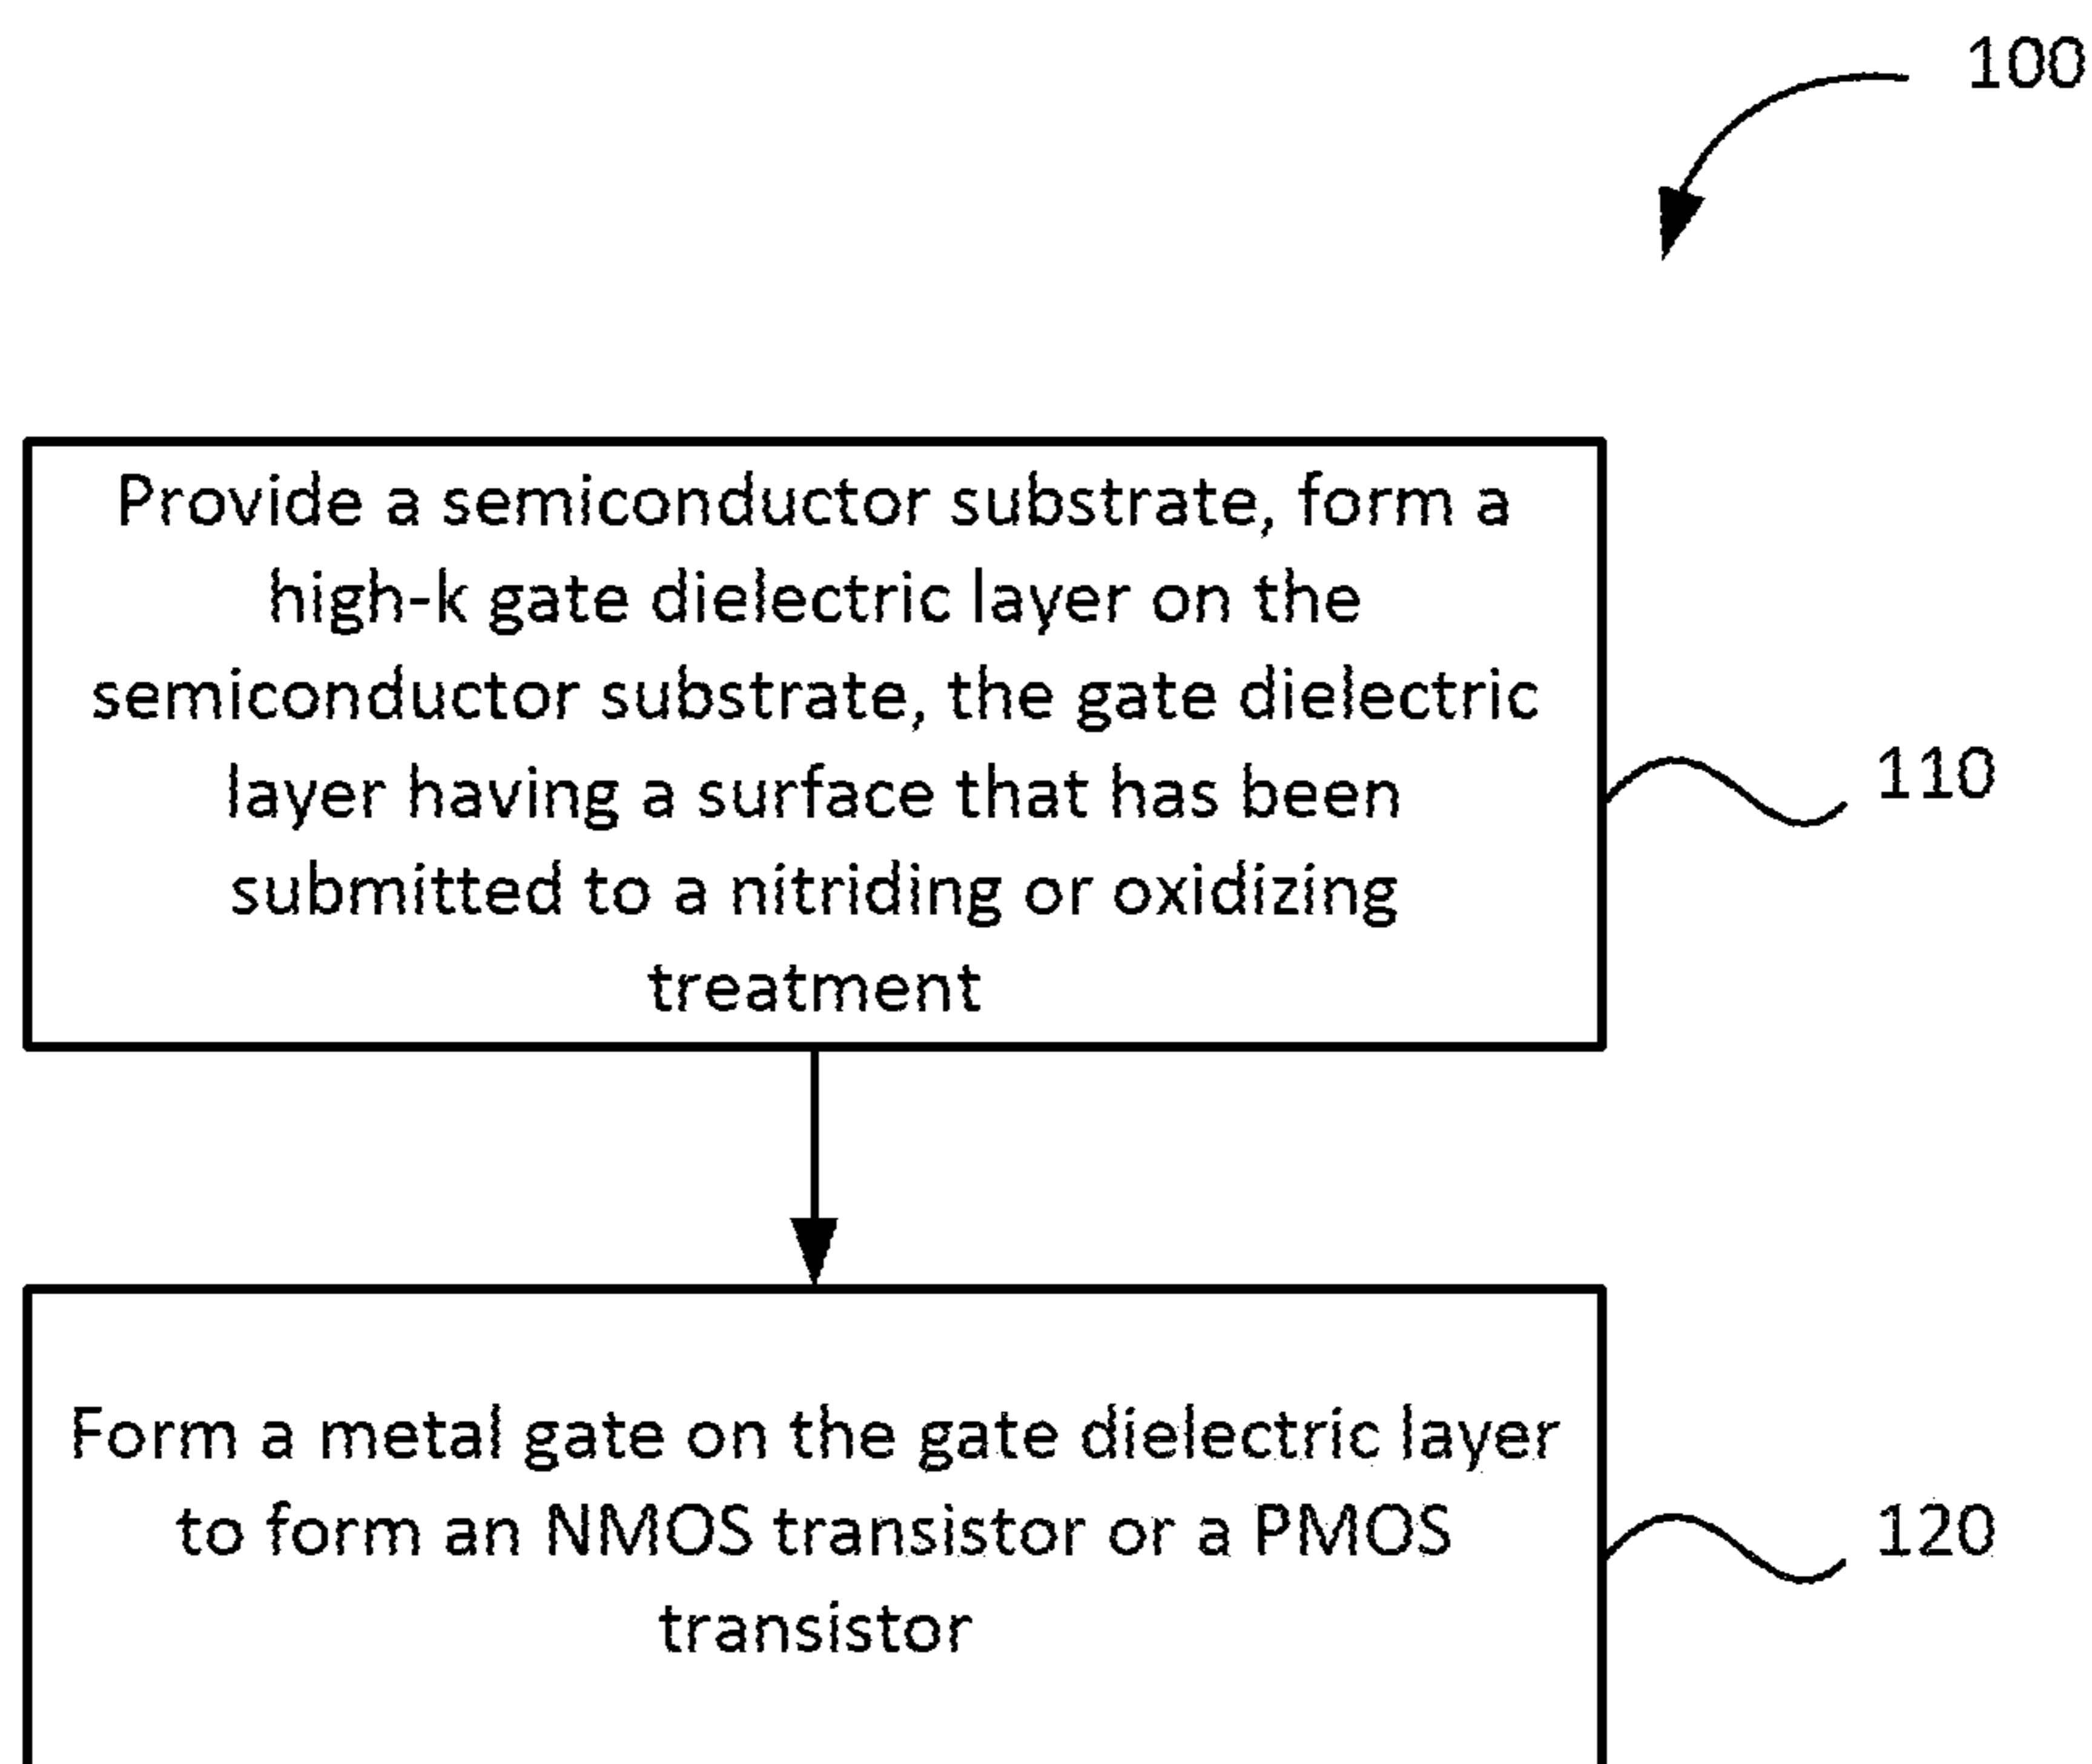 100
Provide a semiconductor substrate, form a
high-k gate dielectric layer on the
semiconductor substrate, the gate dielectric
layer having a surface that has been
submitted to a nitriding or oxidizing
treatment
110
Form a metal gate on the gate dielectric layer
to form an NMOS transistor or a PMOS
transistor
120